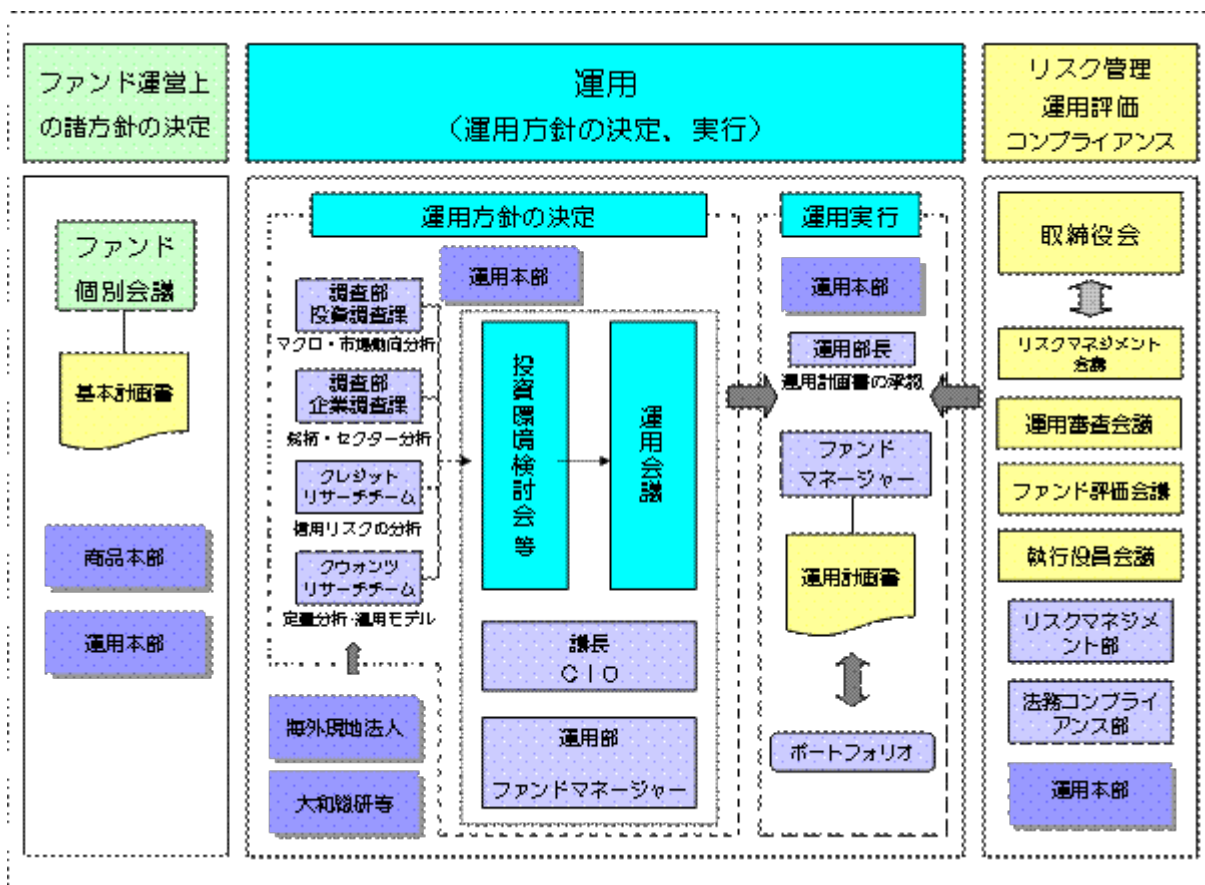 ファンド運営上
の諸方針の決定
運用
(運用方針の決定、実行)
リスク管理
運用評価
コンプライアンス
ファンド
個別会議
基本計画書
商品本部
運用本部
運用方針の決定
運用本部
調査部
投資調査課
マクロ・市場動向分析
調査部
企業調査課
銘柄・セクター分析
クレジット
リサーチチーム
信用リスクの分析
クウォンツ
リサーチチーム
定量分析・運用モデル
海外現地法人
大和総研等
投資環境検討会等
運用会議
議長
CIO
運用部
ファンドマネージャー
運用実行
運用本部
運用部長
運用計画書の承認
ファンド
マネージャー
運用計画書
ポートフォリオ
取締役会
リスクマネジメント
会議
運用審査会議
ファンド評価会議
執行役員会議
リスクマネジメ
ント部
法務コンプライ
アンス部
運用本部